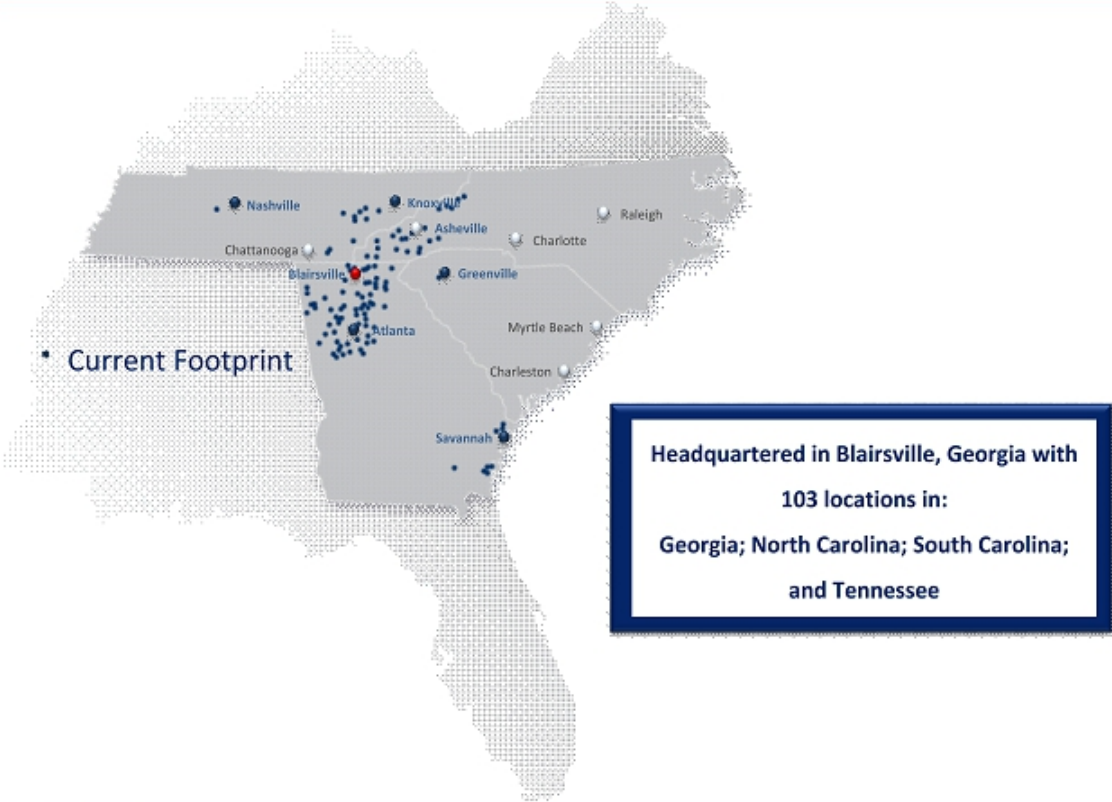 Nashville
Knoxville
Asheville
Raleigh
Chattanooga
Charlotte
Blairsville
Greenville
Atlanta
Myrtle Beach
Current Footprint
Charleston
Savannah
Headquartered in Blairsville, Georgia with
103 locations in:
Georgia; North Carolina; South Carolina;
and Tennessee